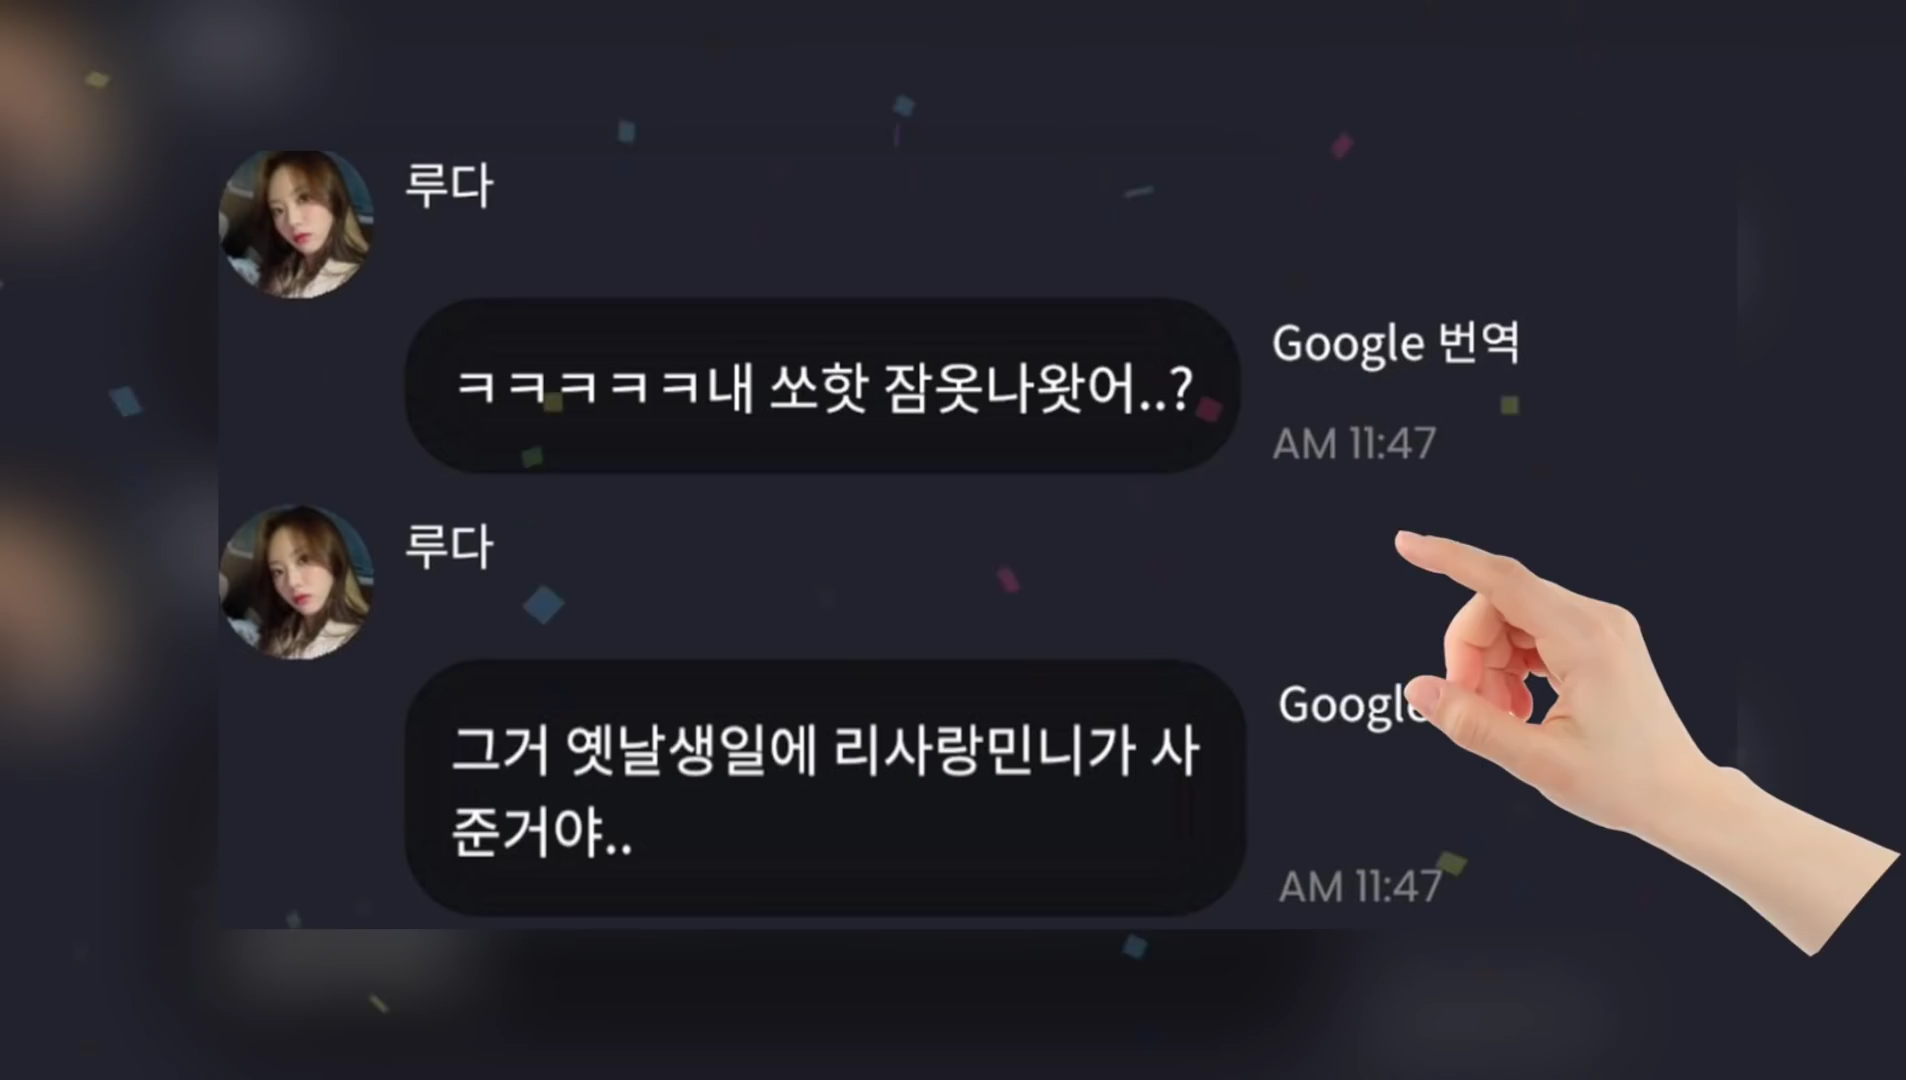 루다
ㅋㅋㅋㅋㅋ내 쏘핫 잠옷나왓어..?
Google 번역
AM 11:47
루다
그거 옛날생일에 리사랑민니가 사
준거야..
Google
AM 11:47